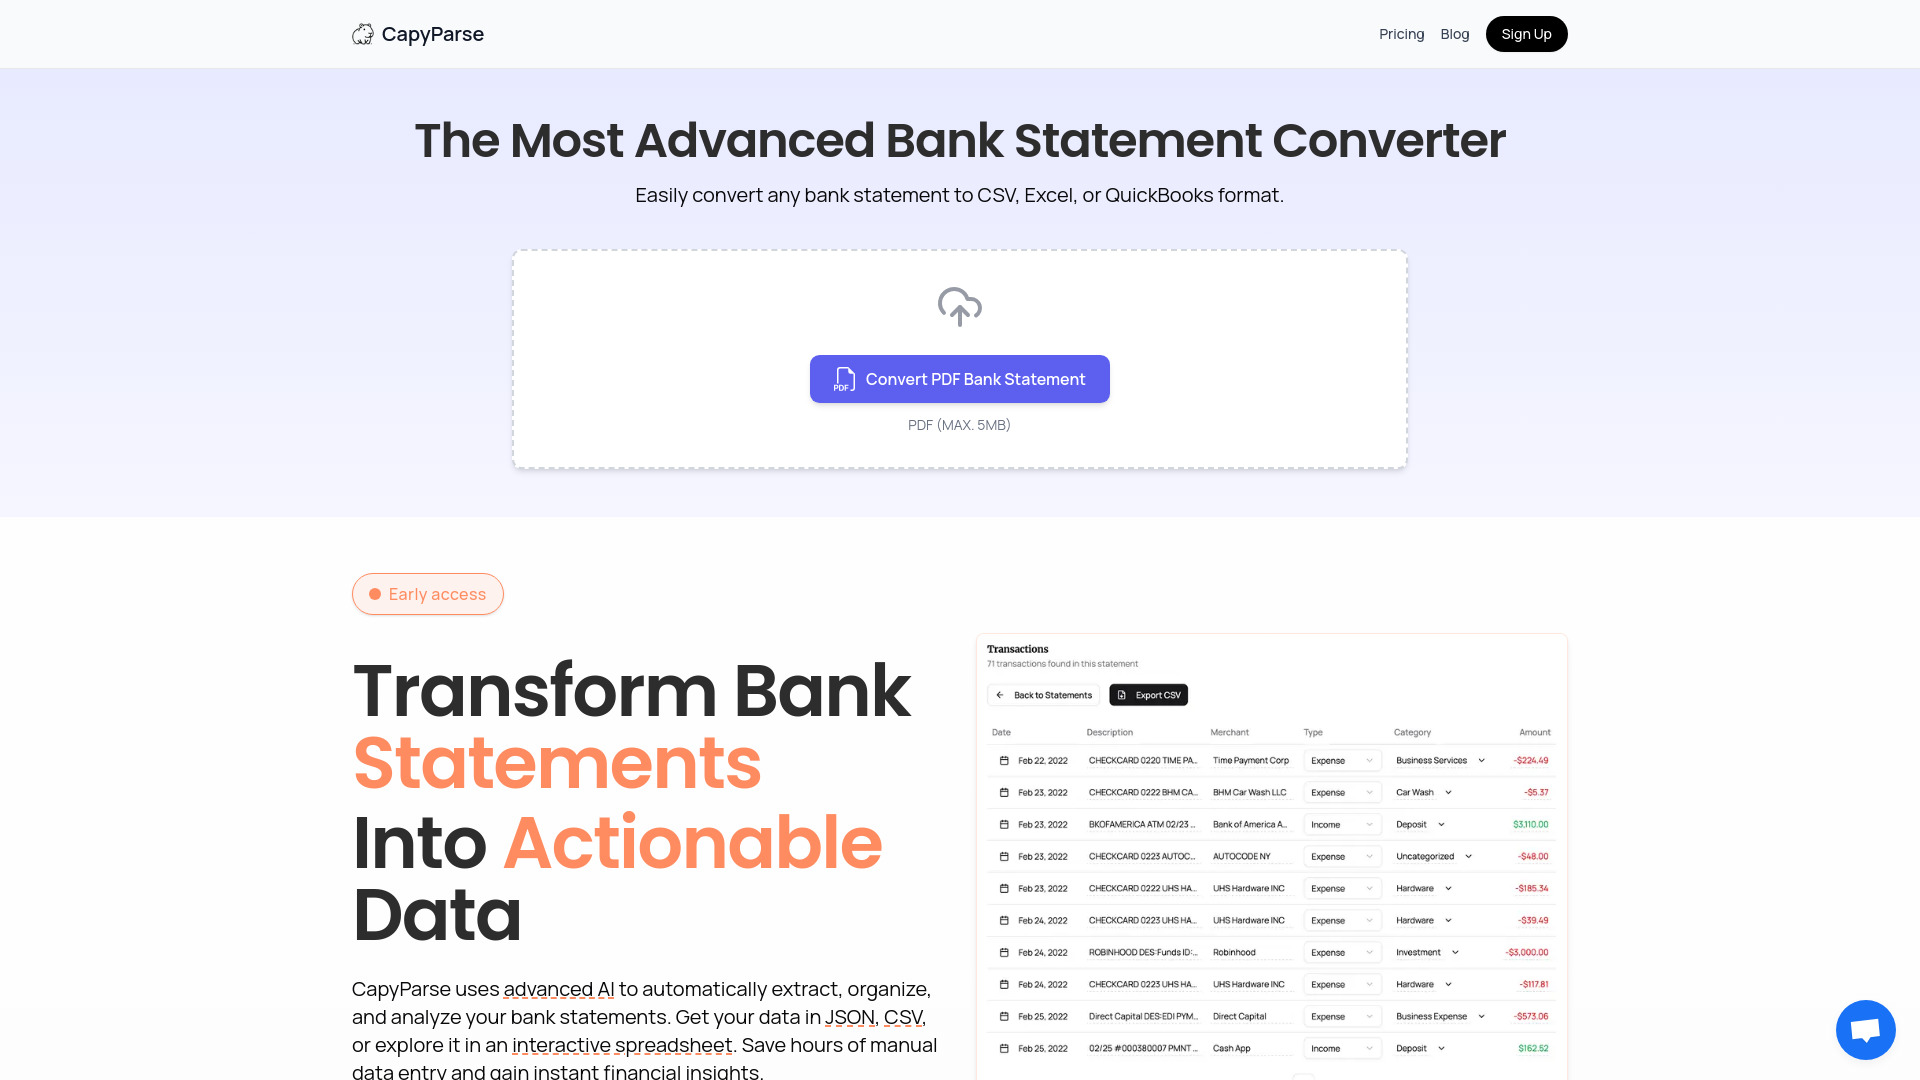 CapyParse
Pricing
Blog
Sign Up
The Most Advanced Bank Statement Converter
Easily convert any bank statement to CSV, Excel, or QuickBooks format.
PDF
Convert PDF Bank Statement
PDF (MAX. 5MB)
Early access
Transform Bank
Statements
Into Actionable
Data
CapyParse uses advanced AI to automatically extract, organize,
and analyze your bank statements. Get your data in JSON, CSV,
or explore it in an interactive spreadsheet. Save hours of manual
data entry and gain instant financial insights.
Transactions
71 transactions found in this statement
Back to Statements
Export CSV
Date Description Merchant Type Category Amount
Feb 22, 2022 CHECKCARD 0220 TIME PA... Time Payment Corp Expense Business Services -$224.49
Feb 23, 2022 CHECKCARD 0222 BHM CA... BHM Car Wash LLC Expense Car Wash -$5.37
Feb 23, 2022 BKOFAMERICA ATM 02/23 ... Bank of America A... Income Deposit $3,110.00
Feb 23, 2022 CHECKCARD 0223 AUTOC... AUTOCODE NY Expense Uncategorized -$48.00
Feb 23, 2022 CHECKCARD 0222 UHS HA... UHS Hardware INC Expense Hardware -$185.34
Feb 24, 2022 CHECKCARD 0223 UHS HA... UHS Hardware INC Expense Hardware -$39.49
Feb 24, 2022 ROBINHOOD DES:Funds ID:... Robinhood Expense Investment -$3,000.00
Feb 24, 2022 CHECKCARD 0223 UHS HA... UHS Hardware INC Expense Hardware -$117.81
Feb 25, 2022 Direct Capital DES:EDI PYM... Direct Capital Expense Business Expense -$573.06
Feb 25, 2022 02/25 #000380007 PMNT ... Cash App Income Deposit $162.52